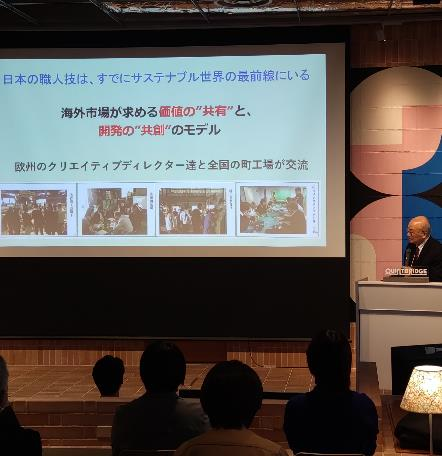 日本の職人技は、すでにサステナブル世界の最前線にいる
海外市場が求める価値の"共有"と、
開発の"共創"のモデル
欧州のクリエイティブディレクター達と全国の町工場が交流
QUINTBRIDGE